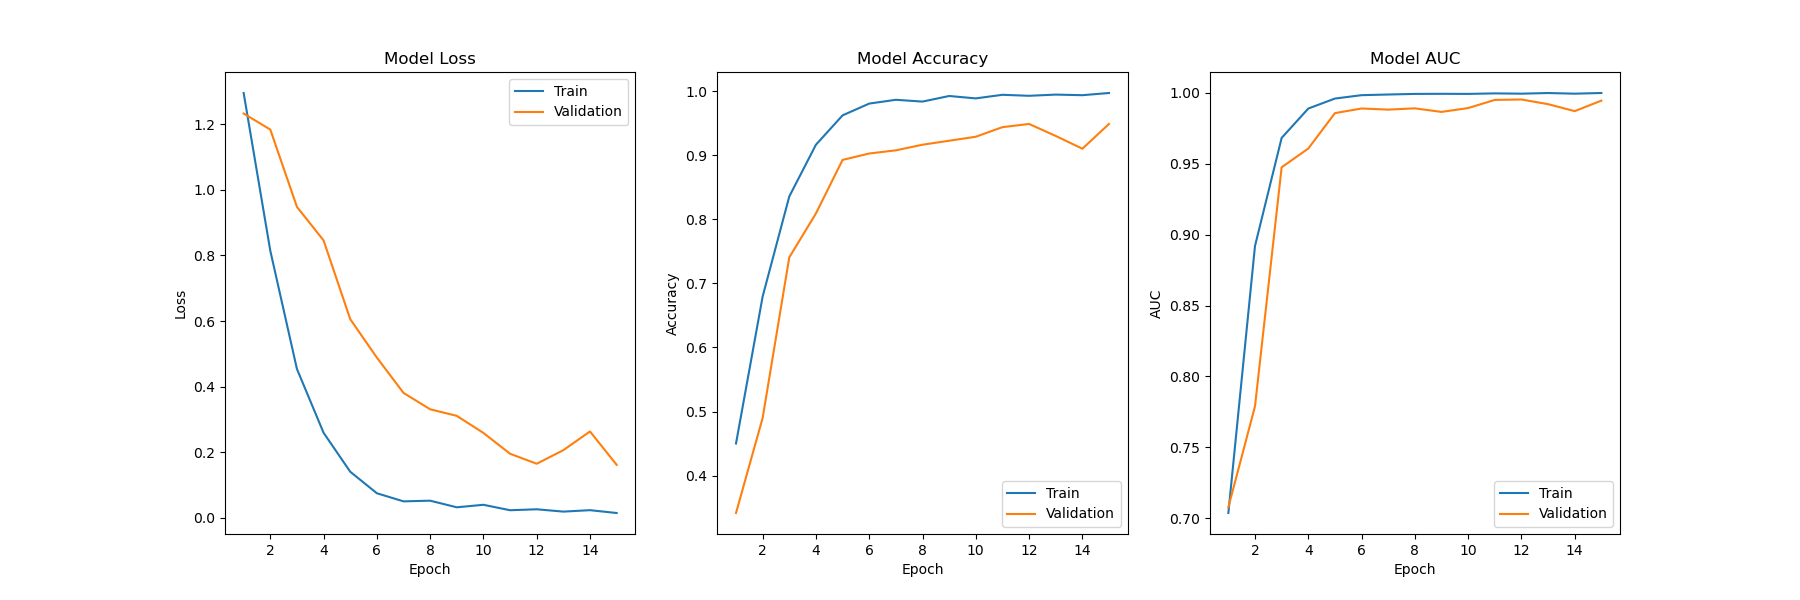 Model Loss
1.2
1.0
0.8
0.6
0.4
0.2
0.0
Loss
2 4 6 8 10 12 14
Epoch
Train
Validation
Model Accuracy
1.0
0.9
0.8
0.7
0.6
0.5
0.4
Accuracy
2 4 6 8 10 12 14
Epoch
Train
Validation
Model AUC
1.00
0.95
0.90
0.85
0.80
0.75
0.70
AUC
2 4 6 8 10 12 14
Epoch
Train
Validation